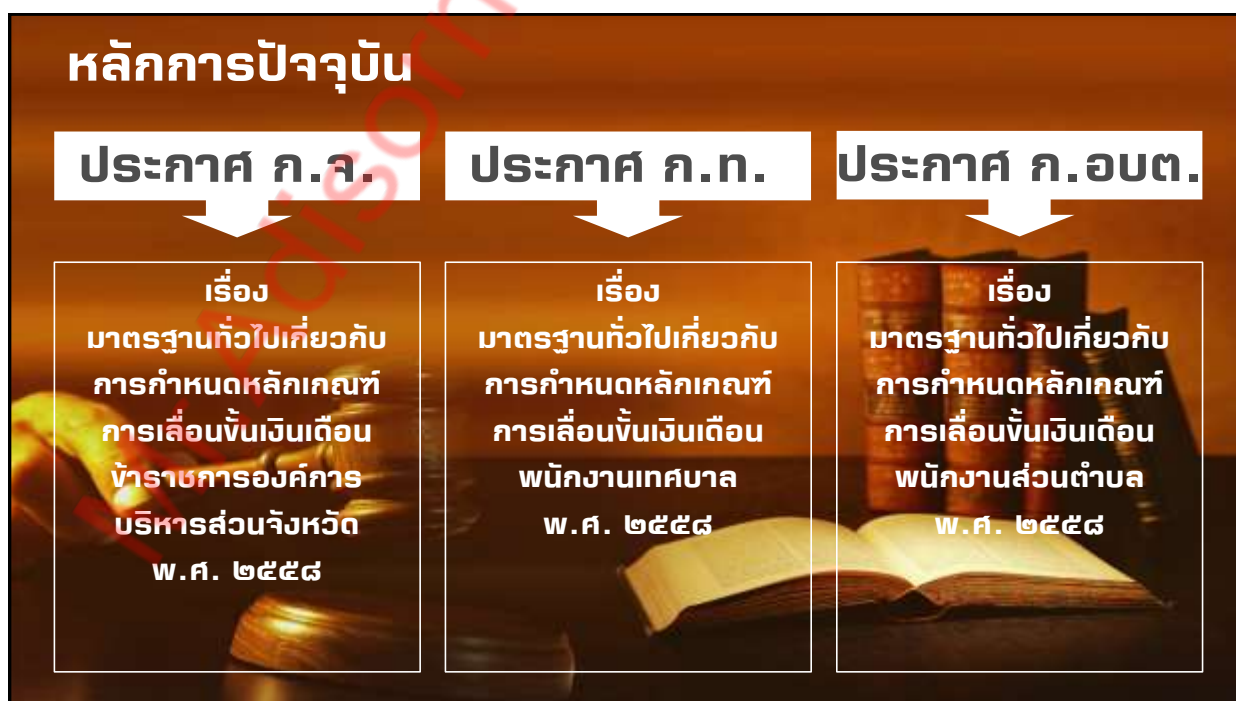 หลักการปัจจุบัน
ประกาศ ก.จ.
เรื่อง
มาตรฐานทั่วไปเกี่ยวกับ
การกำหนดหลักเกณฑ์
การเลื่อนขั้นเงินเดือน
ข้าราชการองค์การ
บริหารส่วนจังหวัด
พ.ศ. ๒๕๕๘
ประกาศ ก.ท.
เรื่อง
มาตรฐานทั่วไปเกี่ยวกับ
การกำหนดหลักเกณฑ์
การเลื่อนขั้นเงินเดือน
พนักงานเทศบาล
พ.ศ. ๒๕๕๘
ประกาศ ก.อบต.
เรื่อง
มาตรฐานทั่วไปเกี่ยวกับ
การกำหนดหลักเกณฑ์
การเลื่อนขั้นเงินเดือน
พนักงานส่วนตำบล
พ.ศ. ๒๕๕๘
Mr.Adisorn